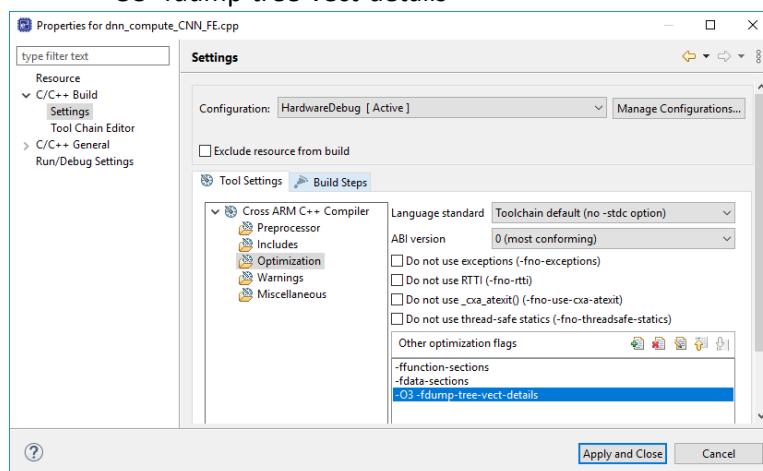 -O3 -fdump-tree-vect-details
Properties for dnn_compute_CNN_FE.cpp
type filter text
Settings
Resource
C/C++ Build
Settings
Tool Chain Editor
C/C++ General
Run/Debug Settings
Configuration: HardwareDebug [ Active ] Manage Configurations...
Exclude resource from build
Tool Settings Build Steps
Cross ARM C++ Compiler
Preprocessor
Includes
Optimization
Warnings
Miscellaneous
Language standard Toolchain default (no -stdc option)
ABI version 0 (most conforming)
Do not use exceptions (-fno-exceptions)
Do not use RTTI (-fno-rtti)
Do not use _cxa_atexit() (-fno-use-cxa-atexit)
Do not use thread-safe statics (-fno-threadsafe-statics)
Other optimization flags
-ffunction-sections
-fdata-sections
-O3 -fdump-tree-vect-details
Apply and Close Cancel